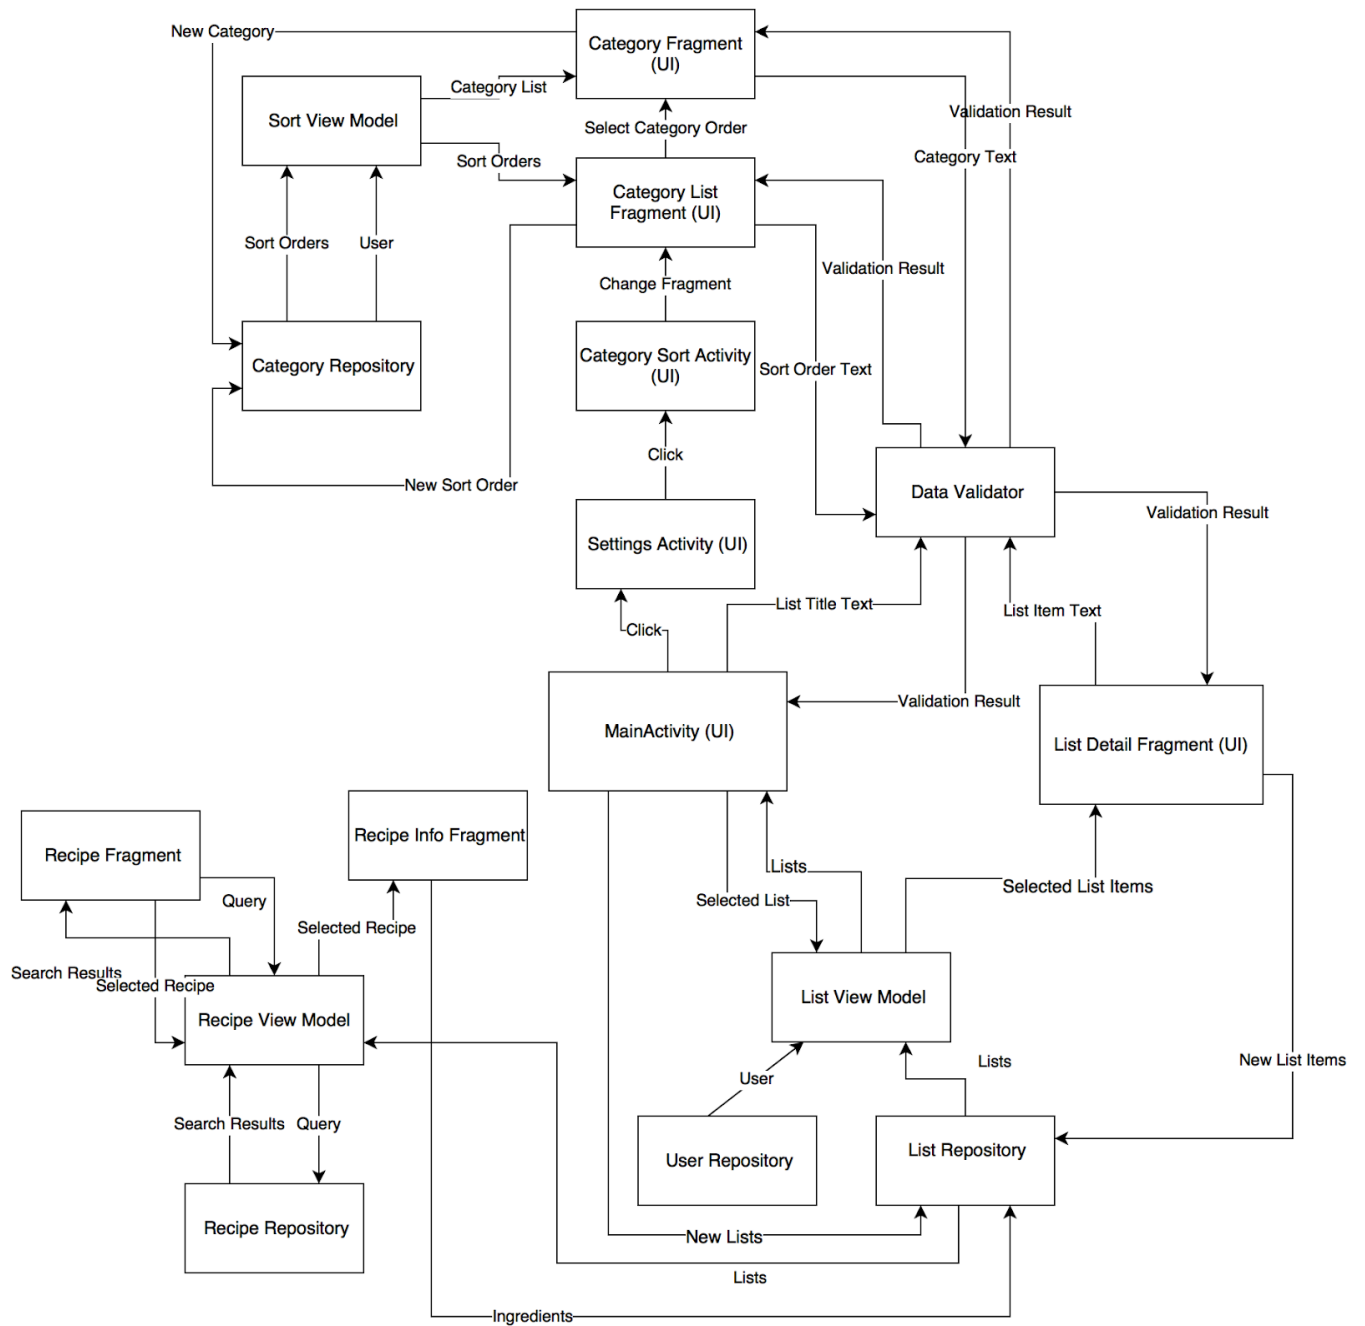 New Category
Category Fragment
(UI)
Category List
Sort View Model
Validation Result
Select Category Order
Category Text
Sort Orders
Category List
Fragment (UI)
Sort Orders
User
Validation Result
Change Fragment
Category Repository
Category Sort Activity
(UI)
Sort Order Text
Click
New Sort Order
Data Validator
Validation Result
Settings Activity (UI)
List Title Text
List Item Text
Click
Validation Result
MainActivity (UI)
List Detail Fragment (UI)
Recipe Info Fragment
Recipe Fragment
Lists
Selected List Items
Query
Selected List
Selected Recipe
Search Results
Selected Recipe
List View Model
Recipe View Model
Lists
New List Items
User
Search Results
Query
List Repository
User Repository
Recipe Repository
New Lists
Lists
Ingredients